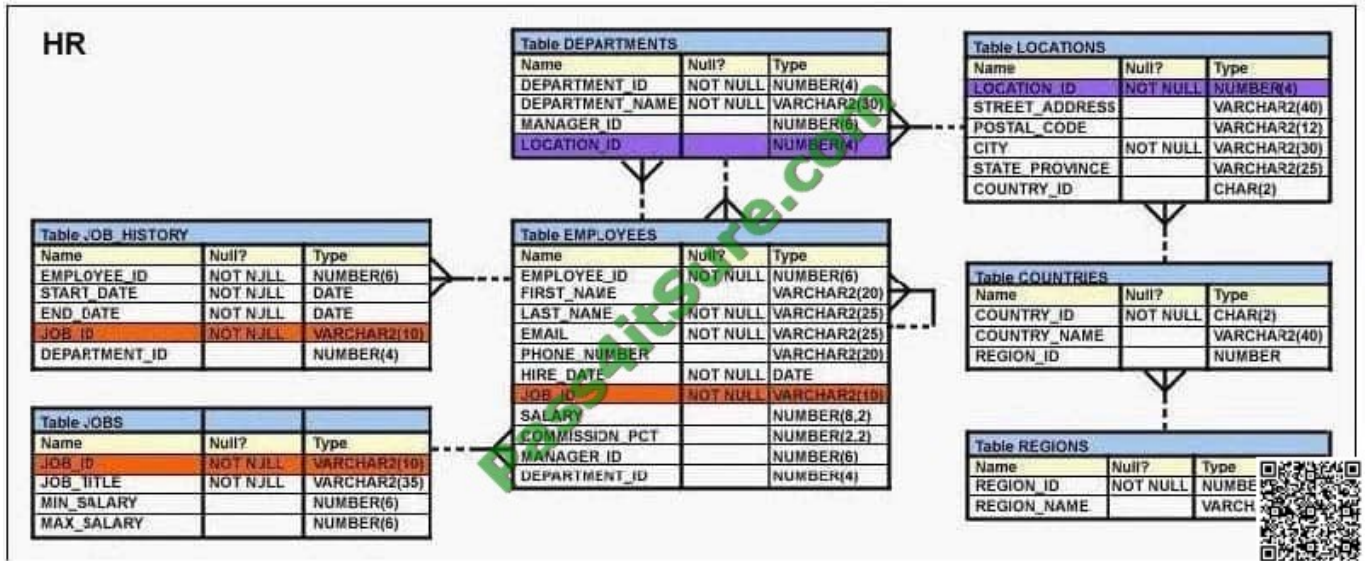 HR
Table DEPARTMENTS
Name Null? Type
DEPARTMENT_ID NOT NULL NUMBER(4)
DEPARTMENT_NAME NOT NULL VARCHAR2(30)
MANAGER_ID NUMBER(6)
LOCATION_ID NUMBER(4)
Table LOCATIONS
Name Null? Type
LOCATION_ID NOT NULL NUMBER(4)
STREET_ADDRESS VARCHAR2(40)
POSTAL_CODE VARCHAR2(12)
CITY NOT NULL VARCHAR2(30)
STATE_PROVINCE VARCHAR2(25)
COUNTRY_ID CHAR(2)
Table JOB_HISTORY
Name Null? Type
EMPLOYEE_ID NOT NULL NUMBER(6)
START_DATE NOT NULL DATE
END_DATE NOT NULL DATE
JOB_ID NOT NULL VARCHAR2(10)
DEPARTMENT_ID NUMBER(4)
Table EMPLOYEES
Name Null? Type
EMPLOYEE_ID NOT NULL NUMBER(6)
FIRST_NAME VARCHAR2(20)
LAST_NAME NOT NULL VARCHAR2(25)
EMAIL NOT NULL VARCHAR2(25)
PHONE_NUMBER VARCHAR2(20)
HIRE_DATE NOT NULL DATE
JOB_ID NOT NULL VARCHAR2(10)
SALARY NUMBER(8,2)
COMMISSION_PCT NUMBER(2,2)
MANAGER_ID NUMBER(6)
DEPARTMENT_ID NUMBER(4)
Table COUNTRIES
Name Null? Type
COUNTRY_ID NOT NULL CHAR(2)
COUNTRY_NAME VARCHAR2(40)
REGION_ID NUMBER
Table JOBS
Name Null? Type
JOB_ID NOT NULL VARCHAR2(10)
JOB_TITLE NOT NULL VARCHAR2(35)
MIN_SALARY NUMBER(6)
MAX_SALARY NUMBER(6)
Table REGIONS
Name Null? Type
REGION_ID NOT NULL NUMBE
REGION_NAME VARCH
pass4itSure.com